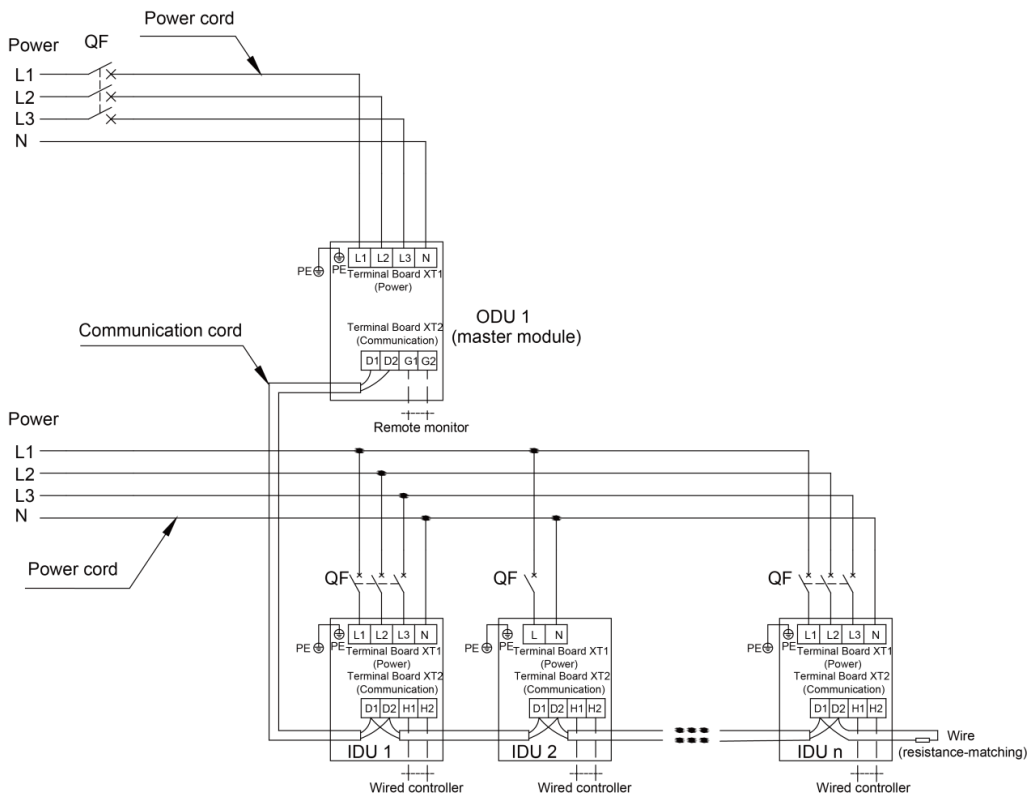 Power cord
Power
QF
L1
L2
L3
N
PE
PE
L1 L2 L3 N
Terminal Board XT1
(Power)
Terminal Board XT2
(Communication)
D1 D2 G1 G2
ODU 1
(master module)
Communication cord
Remote monitor
Power
L1
L2
L3
N
Power cord
QF
QF
QF
PE
PE
L1 L2 L3 N
Terminal Board XT1
(Power)
Terminal Board XT2
(Communication)
D1 D2 H1 H2
IDU 1
Wired controller
PE
PE
L N
Terminal Board XT1
(Power)
Terminal Board XT2
(Communication)
D1 D2 H1 H2
IDU 2
Wired controller
PE
PE
L1 L2 L3 N
Terminal Board XT1
(Power)
Terminal Board XT2
(Communication)
D1 D2 H1 H2
IDU n
Wired controller
Wire
(resistance-matching)